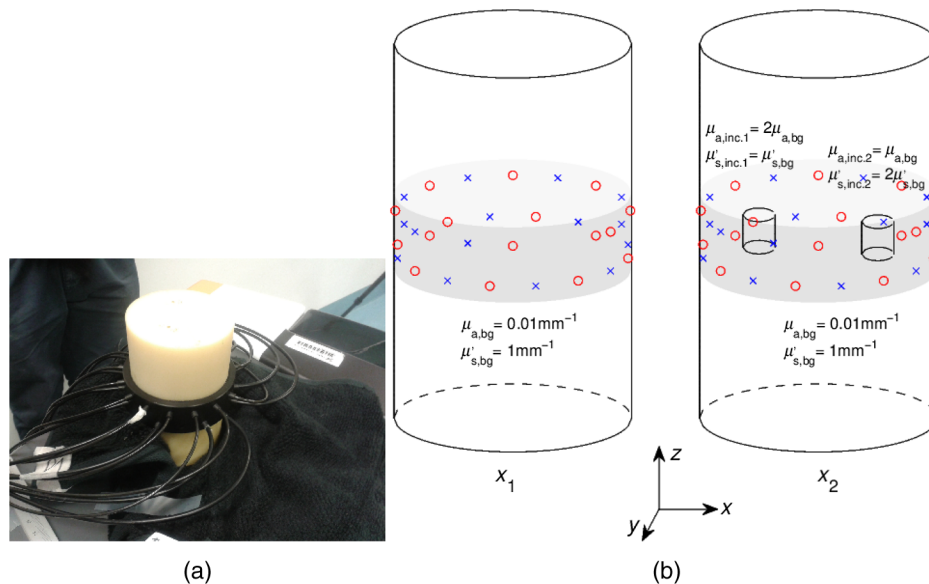 μa,inc.1= 2μa,bg
μ's,inc.1= μ's,bg
μa,inc.2= μa,bg
μ's,inc.2= 2μ's,bg
μa,bg= 0.01mm⁻¹
μ's,bg= 1mm⁻¹
μa,bg= 0.01mm⁻¹
μ's,bg= 1mm⁻¹
x1
x2
z
x
y
(a)
(b)